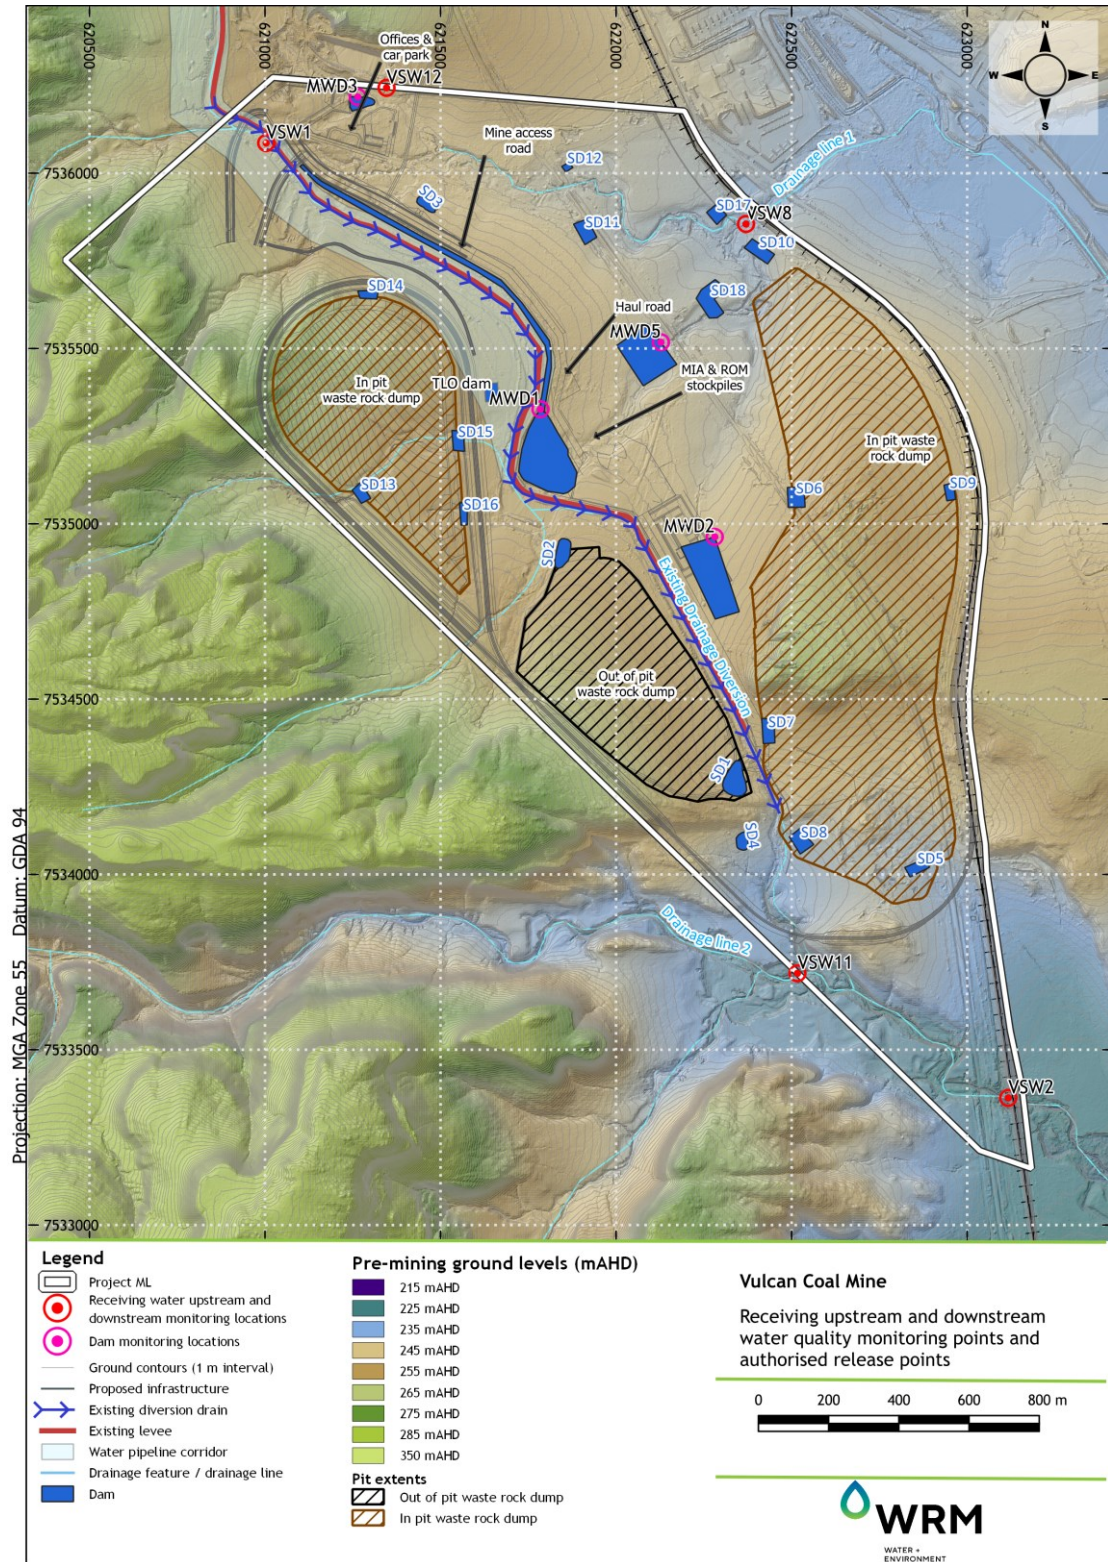 620500
621000
621500
622000
622500
623000
N
W
E
S
Offices &
car park
MWD3
VSW12
VSW1
Mine access
road
SD12
Drainage line 1
7536000
SD3
SD11
SD17
VSW8
SD10
SD14
SD18
Haul road
MWD5
7535500
In pit
waste rock dump
TLO dam
MWD1
MIA & ROM
stockpiles
In pit waste
rock dump
SD15
SD13
SD16
SD6
SD9
7535000
MWD2
SD2
Existing Drainage Diversion
Out of pit
waste rock dump
7534500
SD7
SD1
SD4
SD8
SD5
7534000
Drainage line 2
VSW11
7533500
VSW2
7533000
Projection: MGA Zone 55 Datum: GDA 94
Legend
Project ML
Receiving water upstream and
downstream monitoring locations
Dam monitoring locations
Ground contours (1 m interval)
Proposed infrastructure
Existing diversion drain
Existing levee
Water pipeline corridor
Drainage feature / drainage line
Dam
Pre-mining ground levels (mAHD)
215 mAHD
225 mAHD
235 mAHD
245 mAHD
255 mAHD
265 mAHD
275 mAHD
285 mAHD
350 mAHD
Pit extents
Out of pit waste rock dump
In pit waste rock dump
Vulcan Coal Mine
Receiving upstream and downstream
water quality monitoring points and
authorised release points
0 200 400 600 800 m
WRM
WATER +
ENVIRONMENT